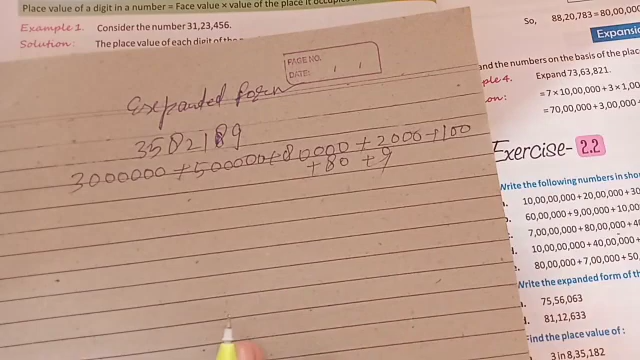 Place value of a digit in a number = Face value × value of the place it occupies
Example 1. Consider the number 31,23,456.
Solution: The place value of each digit of the
So, 88,20,783 = 80,00,000
Expansi
and the numbers on the basis of the place
ple 4. Expand 73,63,821.
on: = 7 × 10,00,000 + 3 × 1,00
= 70,00,000 + 3,00,000 +
PAGE NO.
DATE: / /
Expanted form
3582189
3000000 + 500000 + 80000 + 2000 + 100
+ 80 + 9
Exercise- 2.2
Write the following numbers in shor
10,00,00,000 + 20,00,000 + 30
60,00,000 + 9,00,000 + 10,00
7,00,00,000 + 80,00,000 + 4
10,00,00,000 + 40,00,000 +
80,00,000 + 7,00,000 + 50,
Write the expanded form of th
75,56,063
81,12,633
Find the place value of:
3 in 8,35,182